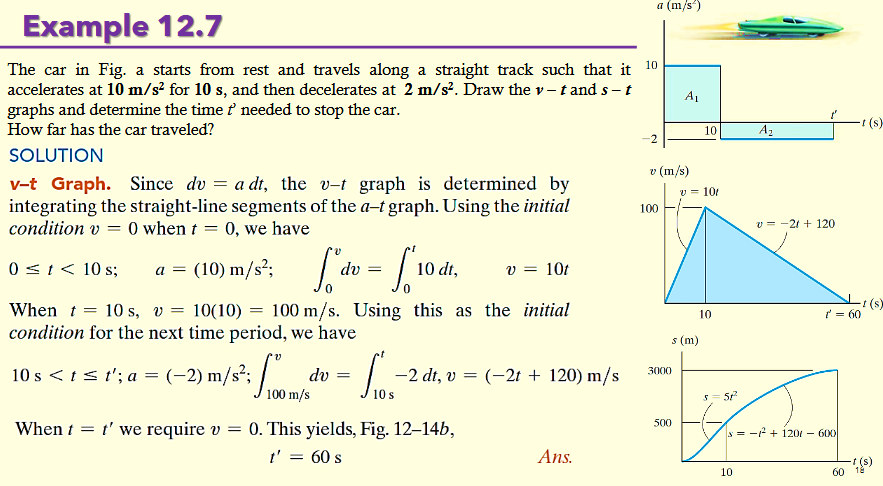 Example 12.7
The car in Fig. a starts from rest and travels along a straight track such that it
accelerates at 10 m/s² for 10 s, and then decelerates at 2 m/s². Draw the v – t and s – t
graphs and determine the time t' needed to stop the car.
How far has the car traveled?
SOLUTION
v–t Graph. Since dv = a dt, the v–t graph is determined by
integrating the straight-line segments of the a–t graph. Using the initial
condition v = 0 when t = 0, we have
0 ≤ t < 10 s; a = (10) m/s²; ∫₀ᵛ dv = ∫₀ᵗ 10 dt, v = 10t
When t = 10 s, v = 10(10) = 100 m/s. Using this as the initial
condition for the next time period, we have
10 s < t ≤ t'; a = (−2) m/s²; ∫ v 100 m/s dv = ∫ t 10 s −2 dt, v = (−2t + 120) m/s
When t = t' we require v = 0. This yields, Fig. 12–14b,
t' = 60 s Ans.
a (m/s²)
10
A₁
t'
t (s)
10
A₂
−2
v (m/s)
v = 10t
100
v = −2t + 120
t (s)
10
t' = 60
s (m)
3000
s = 5t²
500
s = −t² + 120t − 600
t (s)
10
60
18